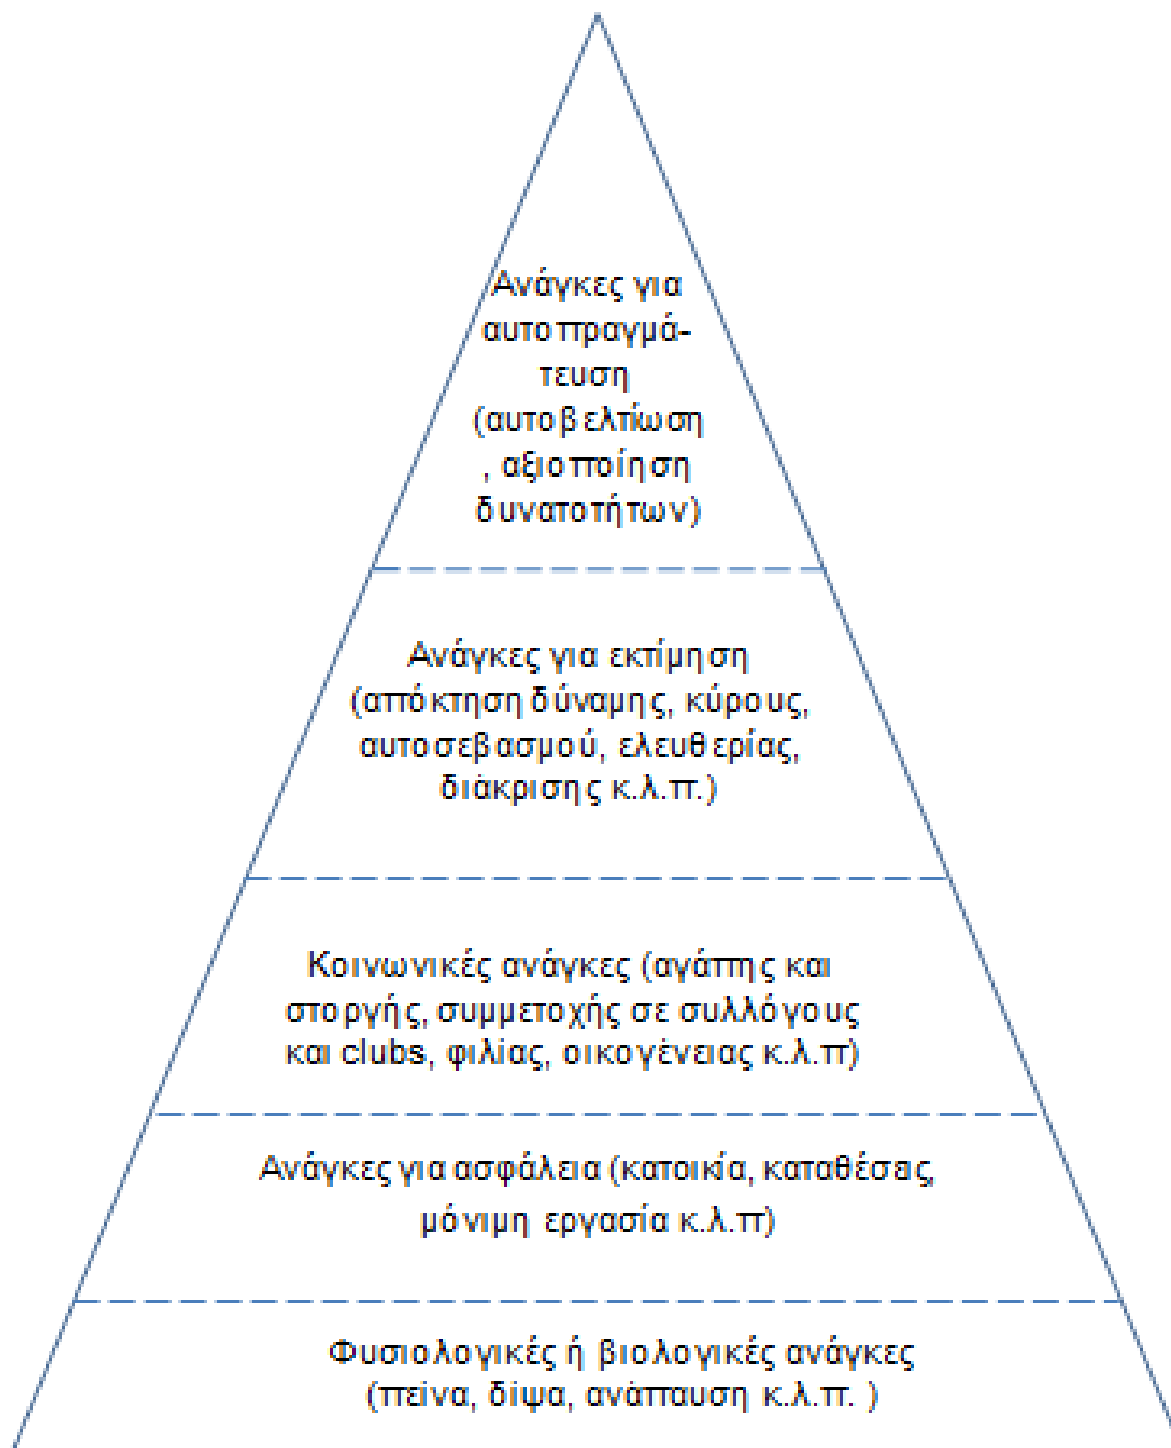 Ανάγκες για
αυτοπραγμά-
τευση
(αυτοβελτίωση
, αξιοποίηση
δυνατοτήτων)
Ανάγκες για εκτίμηση
(απόκτηση δύναμης, κύρους,
αυτοσεβασμού, ελευθερίας,
διάκρισης κ.λ.π.)
Κοινωνικές ανάγκες (αγάπης και
στοργής, συμμετοχής σε συλλόγους
και clubs, φιλίας, οικογένειας κ.λ.π)
Ανάγκες για ασφάλεια (κατοικία, καταθέσεις,
μόνιμη εργασία κ.λ.π)
Φυσιολογικές ή βιολογικές ανάγκες
(πείνα, δίψα, ανάπαυση κ.λ.π. )